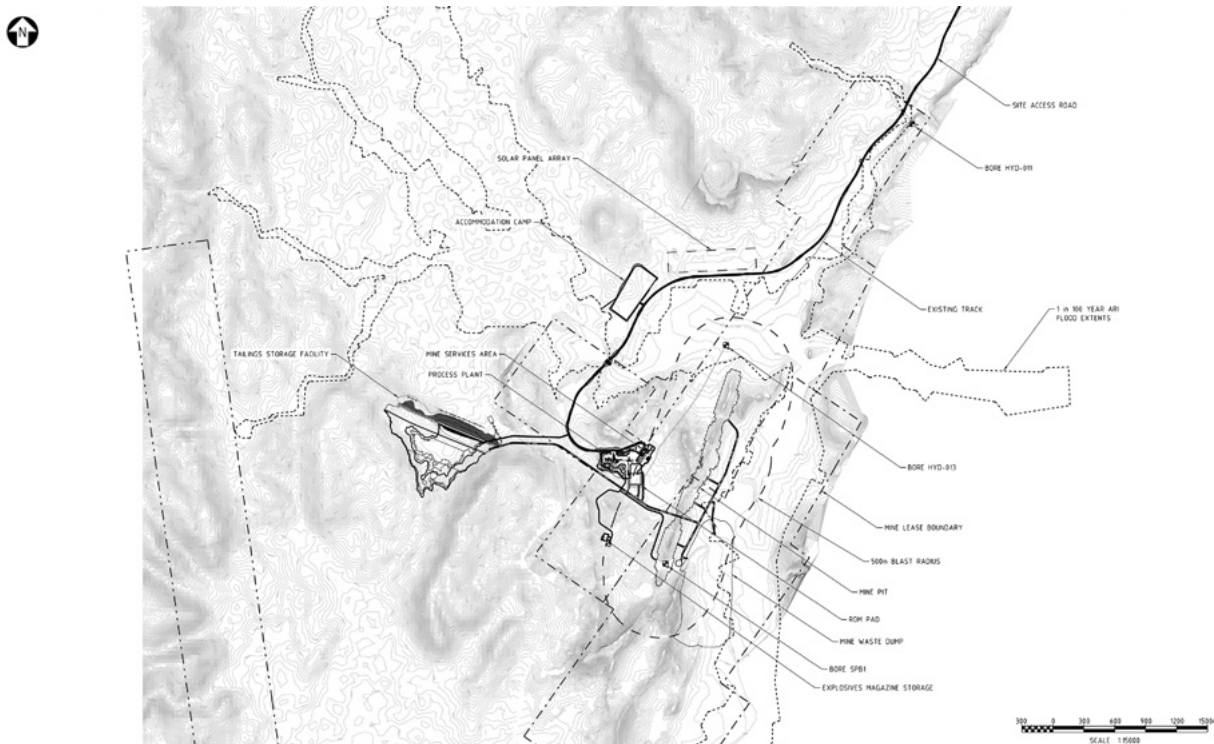 N
SITE ACCESS ROAD
SOLAR PANEL ARRAY
BORE HYD-011
ACCOMMODATION CAMP
EXISTING TRACK
1 in 100 YEAR ARI
FLOOD EXTENTS
TAILINGS STORAGE FACILITY
MINE SERVICES AREA
PROCESS PLANT
BORE HYD-013
MINE LEASE BOUNDARY
500m BLAST RADIUS
MINE PIT
ROM PAD
MINE WASTE DUMP
BORE SPB1
EXPLOSIVES MAGAZINE STORAGE
300 0 300 600 900 1200 1500m
SCALE 1:15000